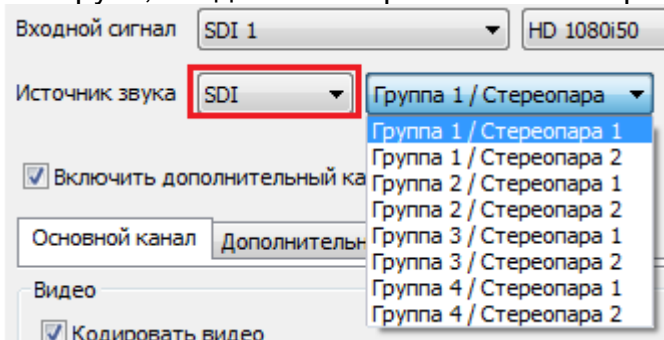 Входной сигнал SDI 1 HD 1080i50
Источник звука SDI Группа 1 / Стереопара
Группа 1 / Стереопара 1
Группа 1 / Стереопара 2
Включить дополнительный ка
Группа 2 / Стереопара 1
Группа 2 / Стереопара 2
Основной канал Дополнительн
Группа 3 / Стереопара 1
Группа 3 / Стереопара 2
Видео
Группа 4 / Стереопара 1
Группа 4 / Стереопара 2
Кодировать видео